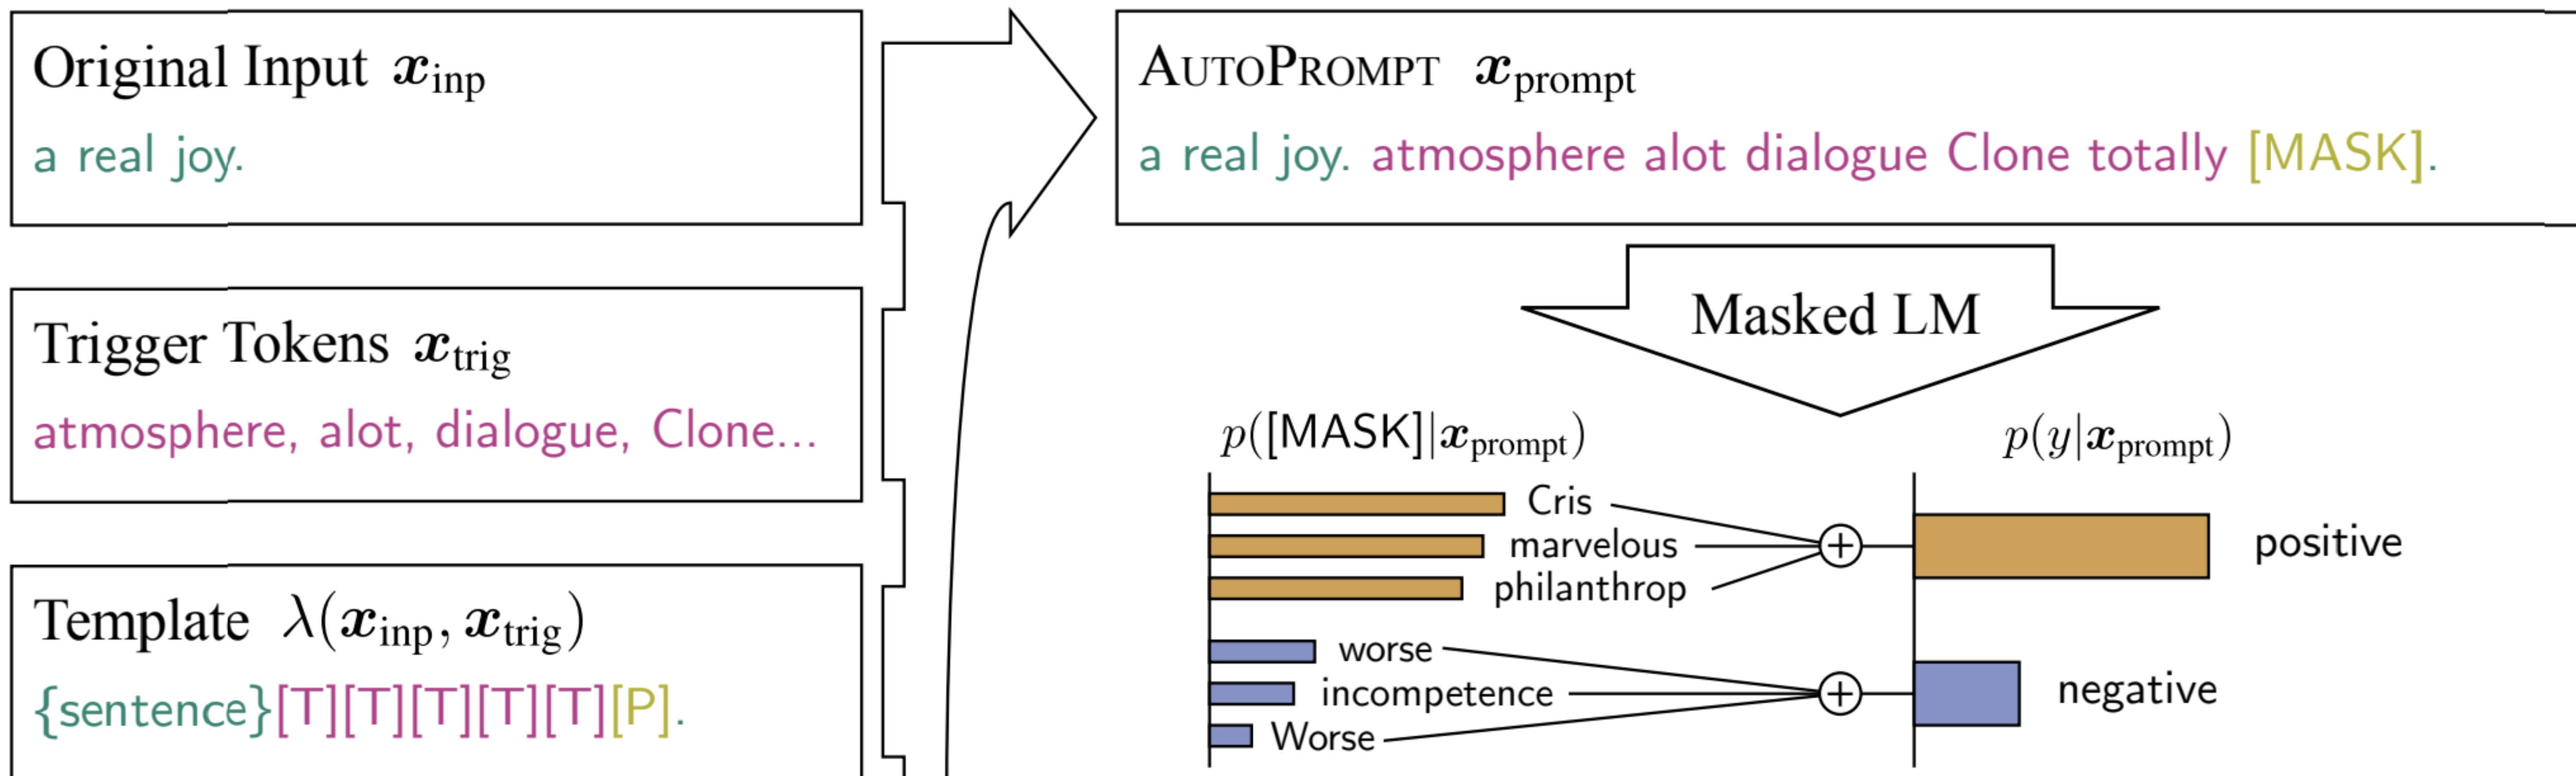 Original Input x_inp
a real joy.
Trigger Tokens x_trig
atmosphere, alot, dialogue, Clone...
Template λ(x_inp, x_trig)
{sentence}[T][T][T][T][T][P].
AUTOPROMPT x_prompt
a real joy. atmosphere alot dialogue Clone totally [MASK].
Masked LM
p([MASK]|x_prompt)
Cris
marvelous
philanthrop
worse
incompetence
Worse
p(y|x_prompt)
positive
negative